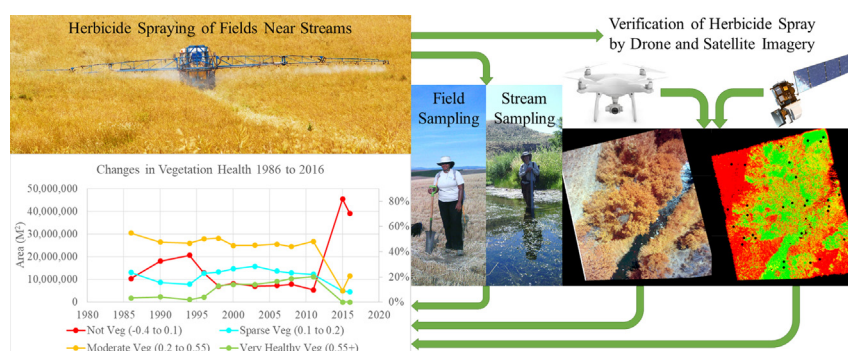 Herbicide Spraying of Fields Near Streams
Verification of Herbicide Spray
by Drone and Satellite Imagery
Field
Sampling
Stream
Sampling
Changes in Vegetation Health 1986 to 2016
Area (M²)
50,000,000
40,000,000
30,000,000
20,000,000
10,000,000
0
80%
60%
40%
20%
0%
1980
1985
1990
1995
2000
2005
2010
2015
2020
Not Veg (-0.4 to 0.1)
Sparse Veg (0.1 to 0.2)
Moderate Veg (0.2 to 0.55)
Very Healthy Veg (0.55+)